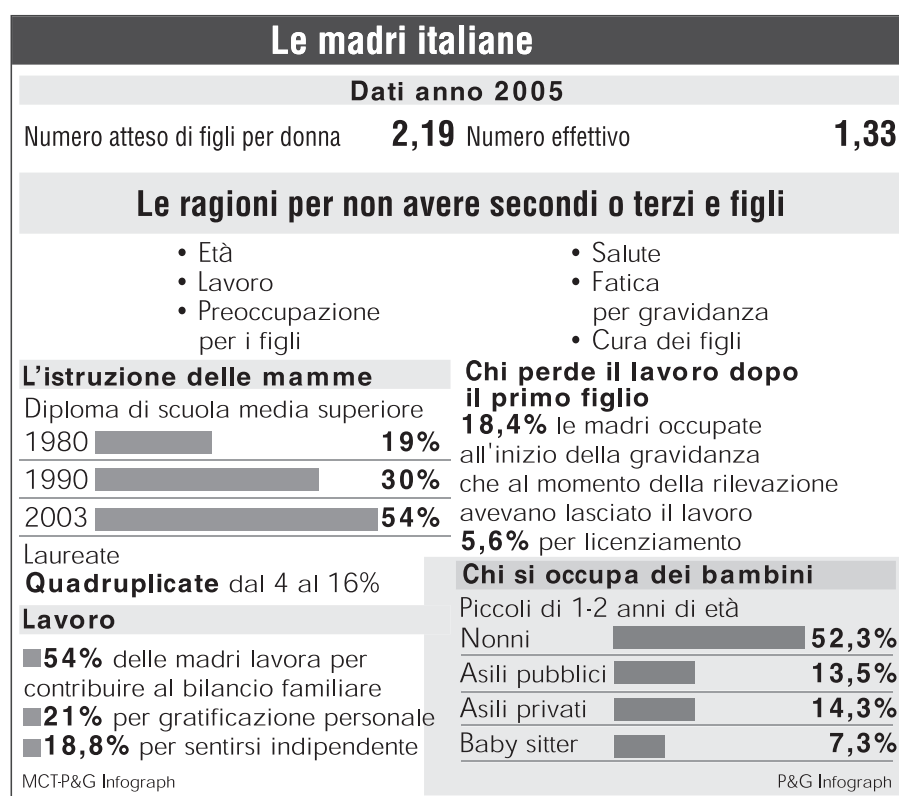 Le madri italiane
Dati anno 2005
Numero atteso di figli per donna 2,19 Numero effettivo 1,33
Le ragioni per non avere secondi o terzi e figli
• Età
• Lavoro
• Preoccupazione
per i figli
• Salute
• Fatica
per gravidanza
• Cura dei figli
L'istruzione delle mamme
Diploma di scuola media superiore
1980 19%
1990 30%
2003 54%
Laureate
Quadruplicate dal 4 al 16%
Lavoro
54% delle madri lavora per
contribuire al bilancio familiare
21% per gratificazione personale
18,8% per sentirsi indipendente
MCT-P&G Infograph
Chi perde il lavoro dopo
il primo figlio
18,4% le madri occupate
all'inizio della gravidanza
che al momento della rilevazione
avevano lasciato il lavoro
5,6% per licenziamento
Chi si occupa dei bambini
Piccoli di 1-2 anni di età
Nonni 52,3%
Asili pubblici 13,5%
Asili privati 14,3%
Baby sitter 7,3%
P&G Infograph